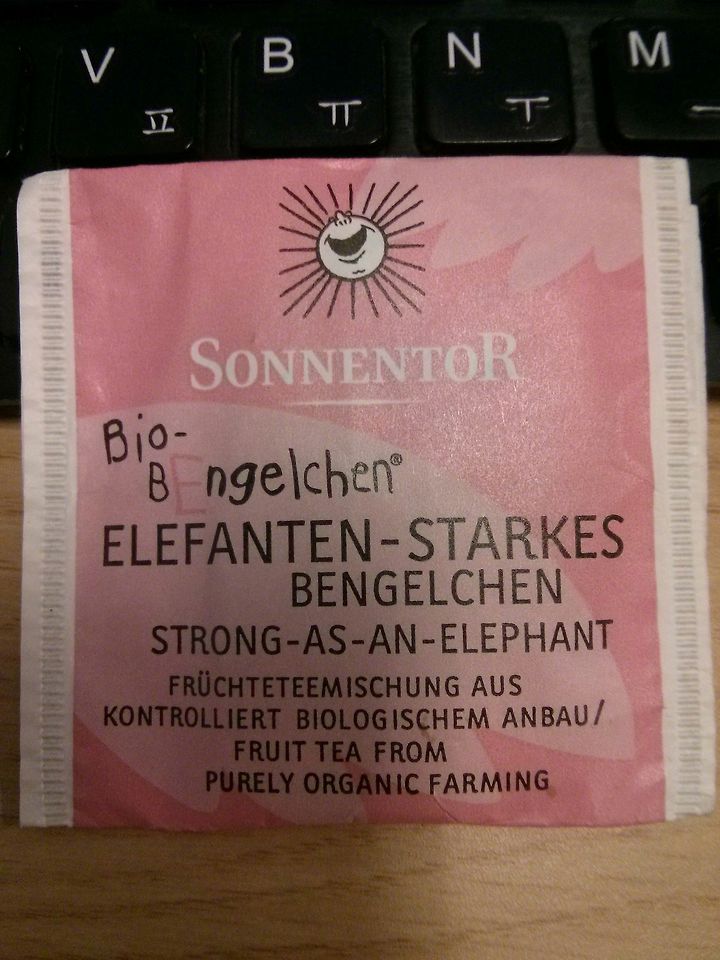 V B N M
ㅍ ㅠ ㅜ ㅡ
SONNENTOR
Bio-
BEngelchen®
ELEFANTEN-STARKES
BENGELCHEN
STRONG-AS-AN-ELEPHANT
FRÜCHTETEEMISCHUNG AUS
KONTROLLIERT BIOLOGISCHEM ANBAU/
FRUIT TEA FROM
PURELY ORGANIC FARMING